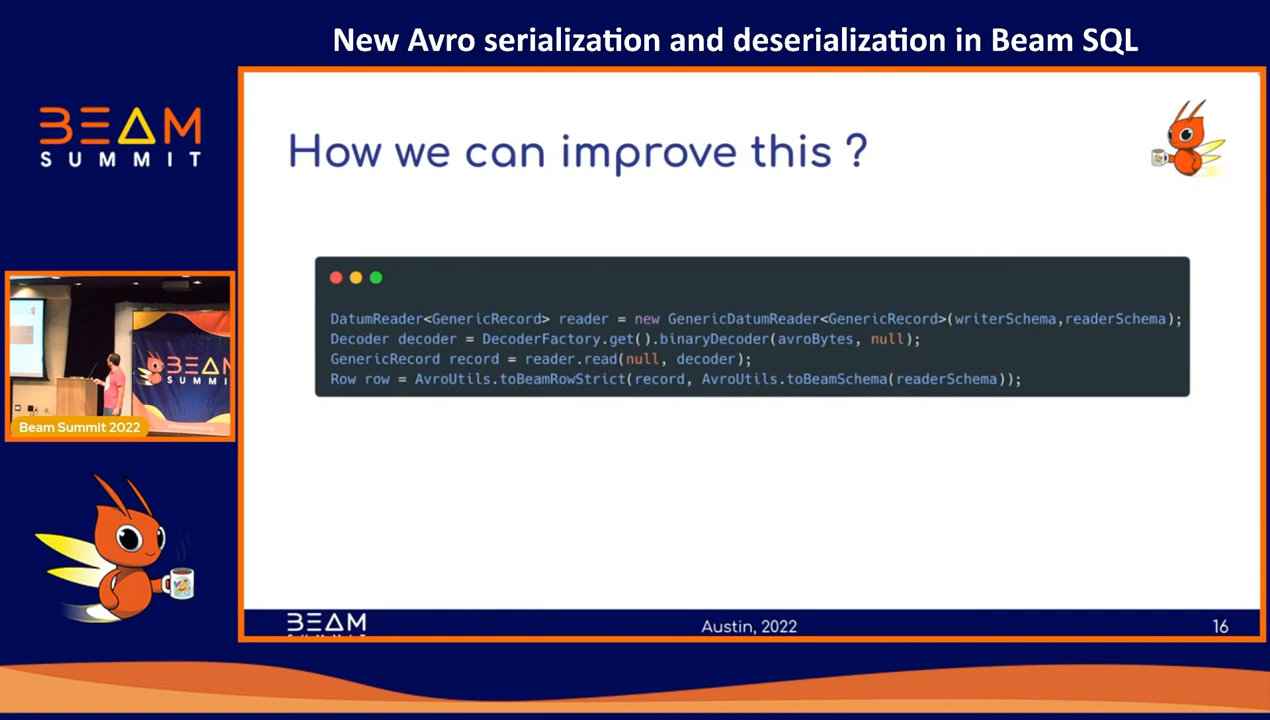 New Avro serialization and deserialization in Beam SQL
BEAM
SUMMIT
How we can improve this ?
DatumReader<GenericRecord> reader = new GenericDatumReader<GenericRecord>(writerSchema,readerSchema);
Decoder decoder = DecoderFactory.get().binaryDecoder(avroBytes, null);
GenericRecord record = reader.read(null, decoder);
Row row = AvroUtils.toBeamRowStrict(record, AvroUtils.toBeamSchema(readerSchema));
BEAM
SUMMI
Beam Summit 2022
BEAM
Austin, 2022
16